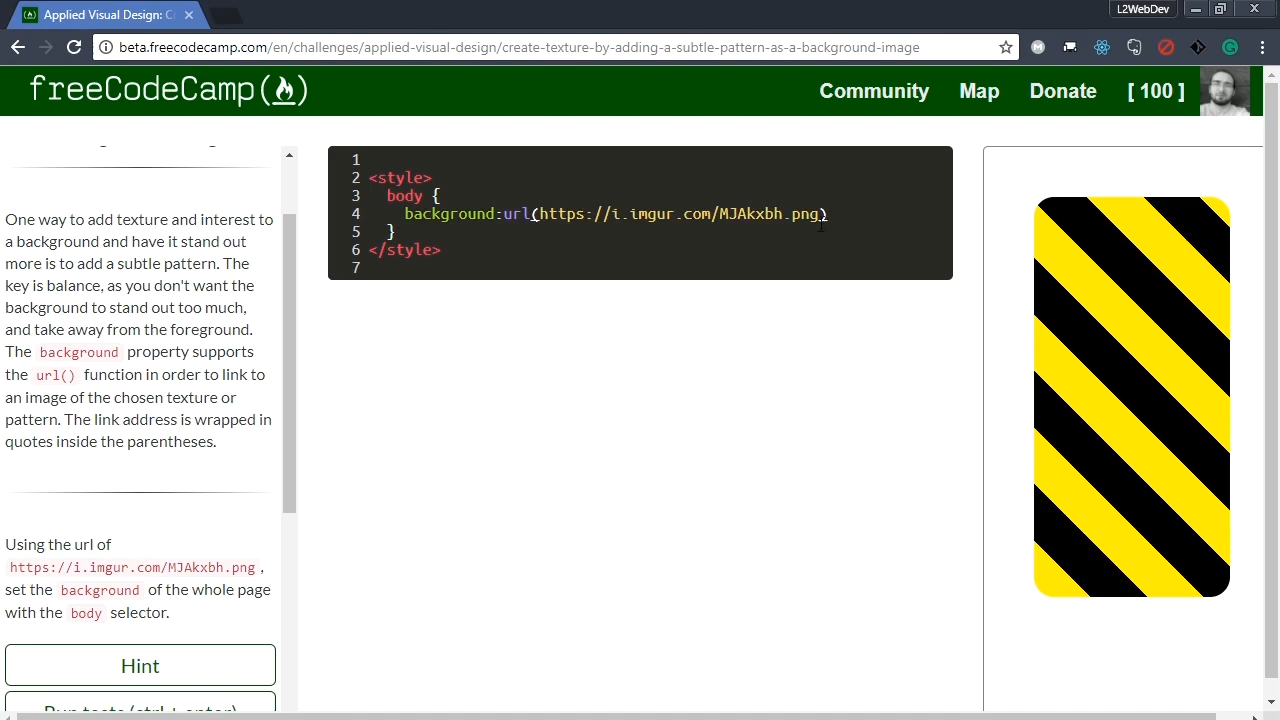 Applied Visual Design: C
L2WebDev
beta.freecodecamp.com/en/challenges/applied-visual-design/create-texture-by-adding-a-subtle-pattern-as-a-background-image
freeCodeCamp
Community
Map
Donate
[ 100 ]
One way to add texture and interest to
a background and have it stand out
more is to add a subtle pattern. The
key is balance, as you don't want the
background to stand out too much,
and take away from the foreground.
The background property supports
the url() function in order to link to
an image of the chosen texture or
pattern. The link address is wrapped in
quotes inside the parentheses.
Using the url of
https://i.imgur.com/MJAkxbh.png ,
set the background of the whole page
with the body selector.
Hint
Run tests (ctrl + enter)
1
2 <style>
3 body {
4 background:url(https://i.imgur.com/MJAkxbh.png)
5 }
6 </style>
7